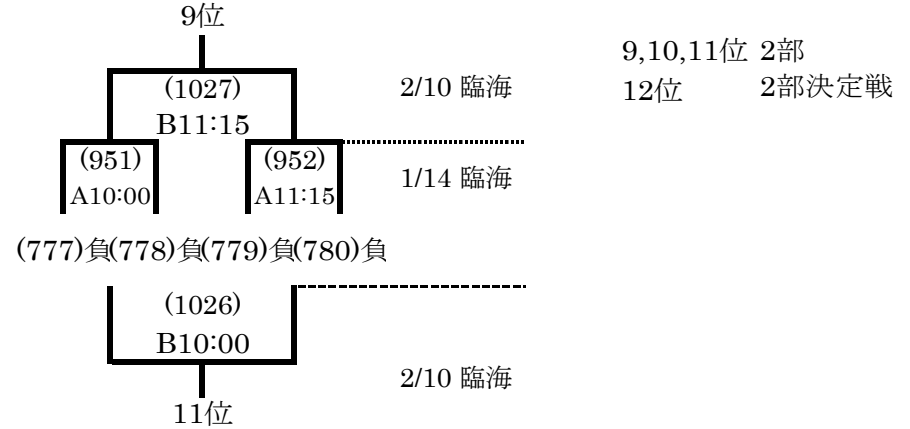 9位
9,10,11位 2部
(1027) 2/10 臨海
12位 2部決定戦
B11:15
(951) (952)
1/14 臨海
A10:00 A11:15
(777)負(778)負(779)負(780)負
(1026)
B10:00
2/10 臨海
11位